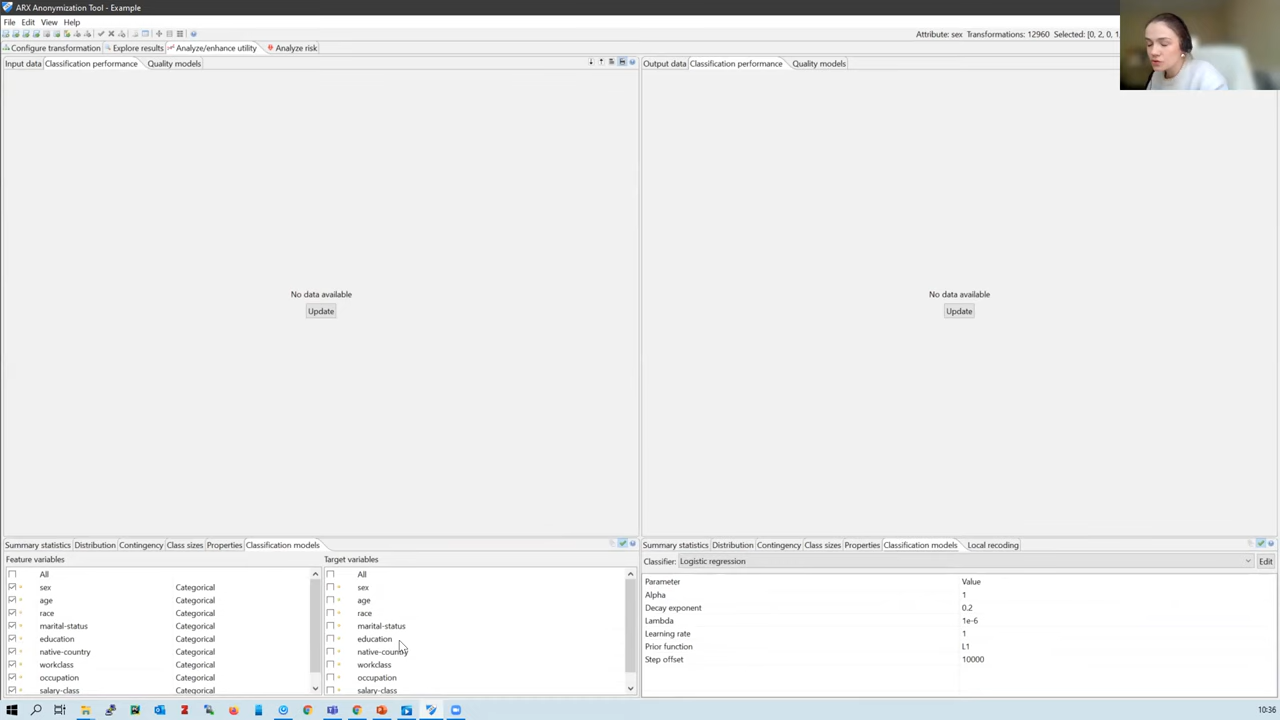 ARX Anonymization Tool - Example
File Edit View Help
Attribute: sex Transformations: 12960 Selected: [0, 2, 0, 1
Configure transformation Explore results Analyze/enhance utility Analyze risk
Input data Classification performance Quality models
Output data Classification performance Quality models
No data available
Update
No data available
Update
Summary statistics Distribution Contingency Class sizes Properties Classification models
Feature variables
All
sex Categorical
age Categorical
race Categorical
marital-status Categorical
education Categorical
native-country Categorical
workclass Categorical
occupation Categorical
salary-class Categorical
Target variables
All
sex
age
race
marital-status
education
native-country
workclass
occupation
salary-class
Summary statistics Distribution Contingency Class sizes Properties Classification models Local recoding
Classifier: Logistic regression Edit
Parameter Value
Alpha 1
Decay exponent 0.2
Lambda 1e-6
Learning rate 1
Prior function L1
Step offset 10000
10:36